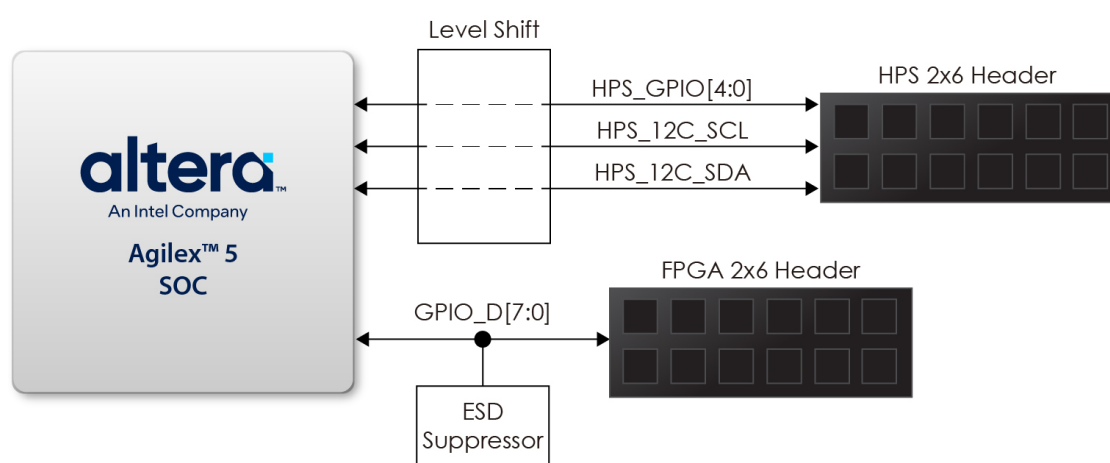 Level Shift
HPS_GPIO[4:0]
HPS_12C_SCL
HPS_12C_SDA
HPS 2x6 Header
altera™
An Intel Company
Agilex™ 5
SOC
FPGA 2x6 Header
GPIO_D[7:0]
ESD
Suppressor